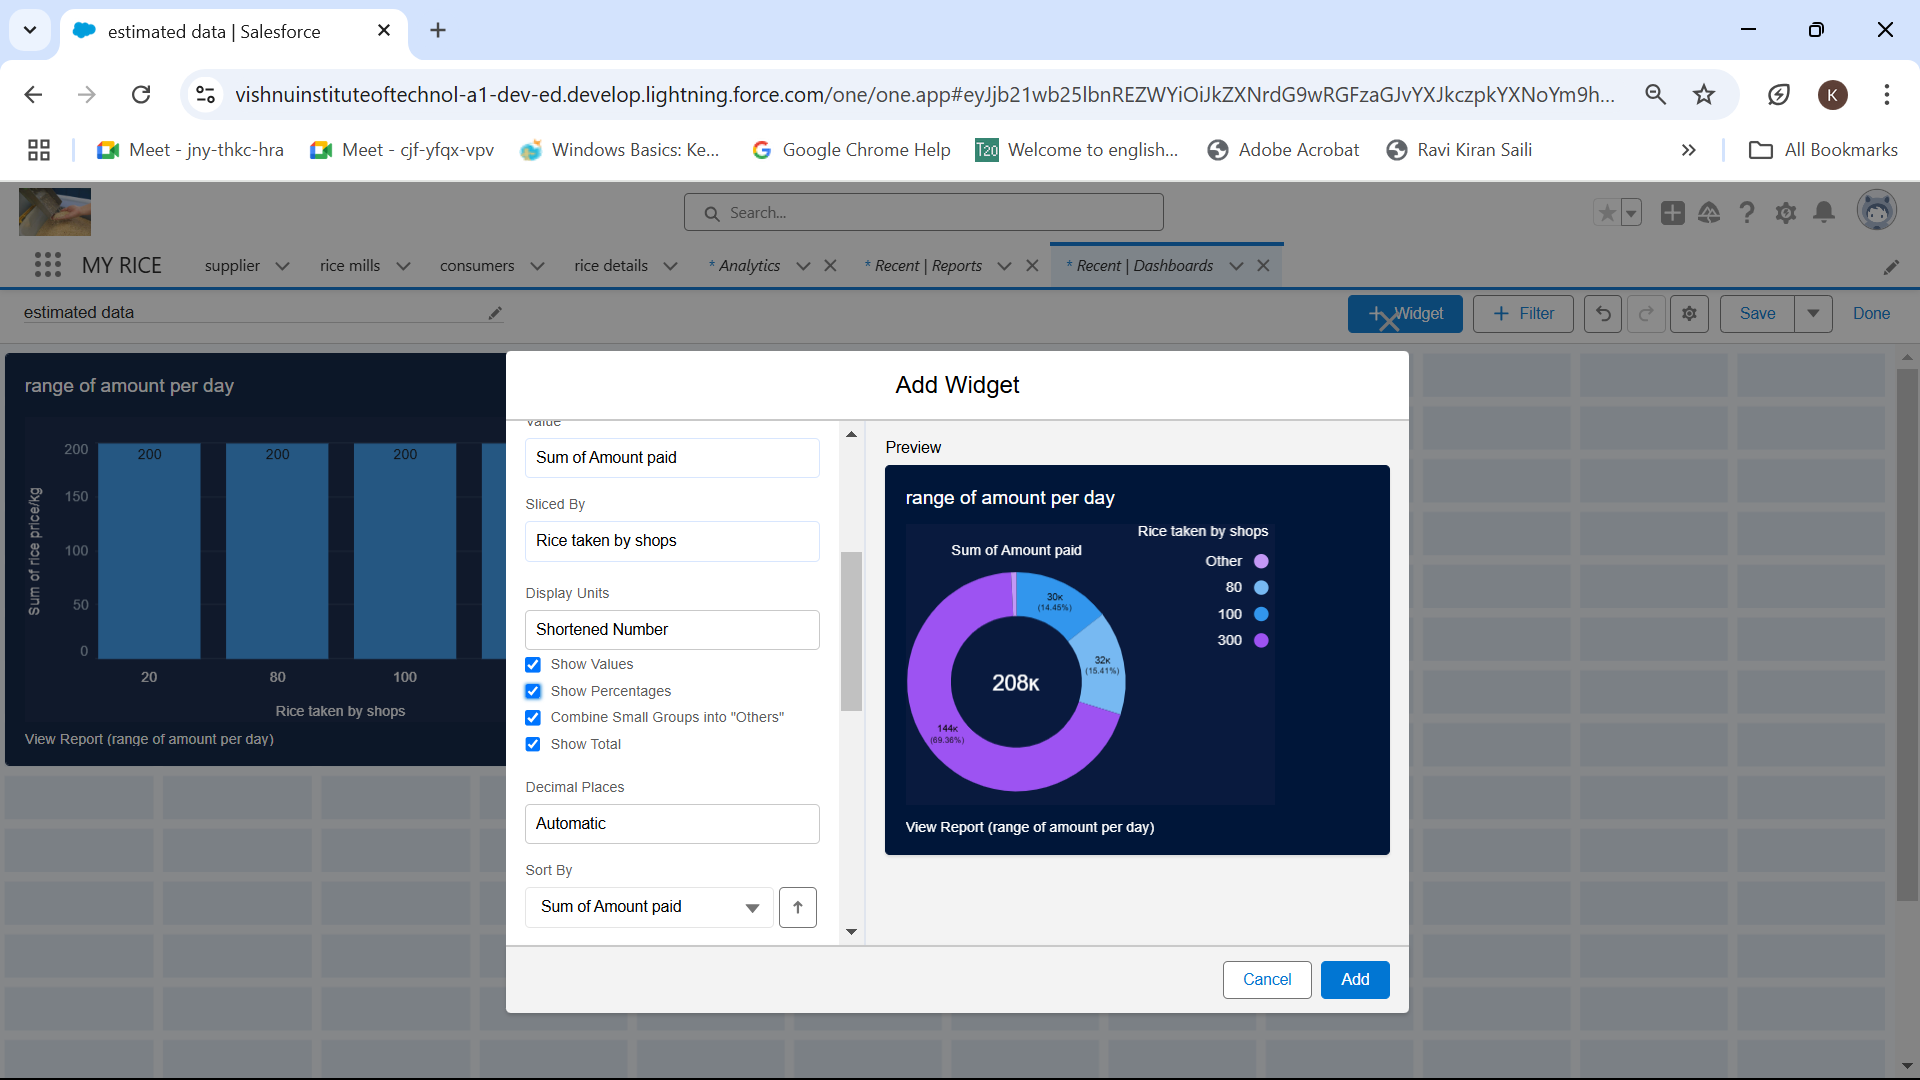 estimated data | Salesforce
vishnuinstituteoftechnol-a1-dev-ed.develop.lightning.force.com/one/one.app#eyJjb21wb25lbnREZWYiOiJkZXNrdG9wRGFzaGJvYXJkczpkYXNoYm9h...
K
Meet - jny-thkc-hra
Meet - cjf-yfqx-vpv
Windows Basics: Ke...
Google Chrome Help
T20 Welcome to english...
Adobe Acrobat
Ravi Kiran Saili
All Bookmarks
Search...
MY RICE
supplier
rice mills
consumers
rice details
* Analytics
* Recent | Reports
* Recent | Dashboards
estimated data
+ Widget
+ Filter
Save
Done
range of amount per day
Sum of rice price/kg
200
150
100
50
0
200
200
200
20
80
100
Rice taken by shops
View Report (range of amount per day)
Add Widget
Value
Sum of Amount paid
Sliced By
Rice taken by shops
Display Units
Shortened Number
Show Values
Show Percentages
Combine Small Groups into "Others"
Show Total
Decimal Places
Automatic
Sort By
Sum of Amount paid
Preview
range of amount per day
Rice taken by shops
Sum of Amount paid
Other
80
100
300
30K
(14.45%)
32K
(15.41%)
208K
144K
(69.36%)
View Report (range of amount per day)
Cancel
Add